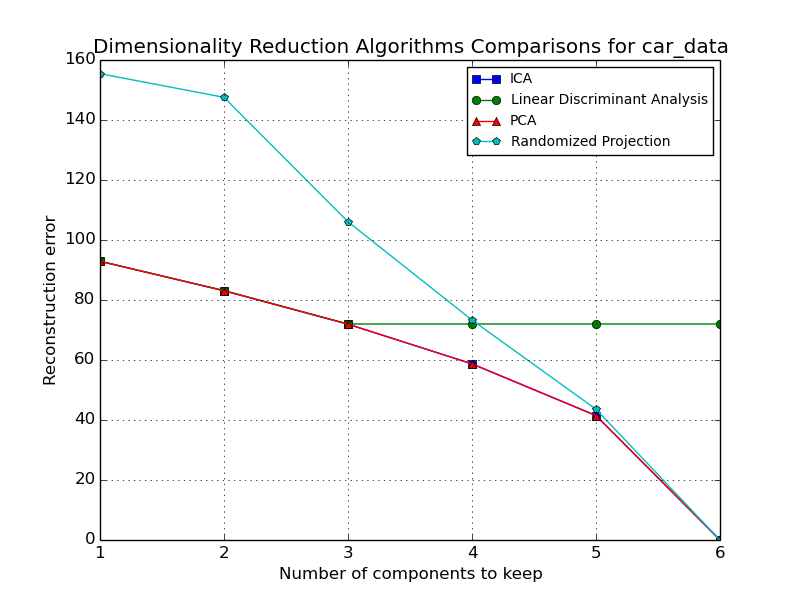 Dimensionality Reduction Algorithms Comparisons for car_data
160
140
120
100
80
60
40
20
0
Reconstruction error
ICA
Linear Discriminant Analysis
PCA
Randomized Projection
1 2 3 4 5 6
Number of components to keep